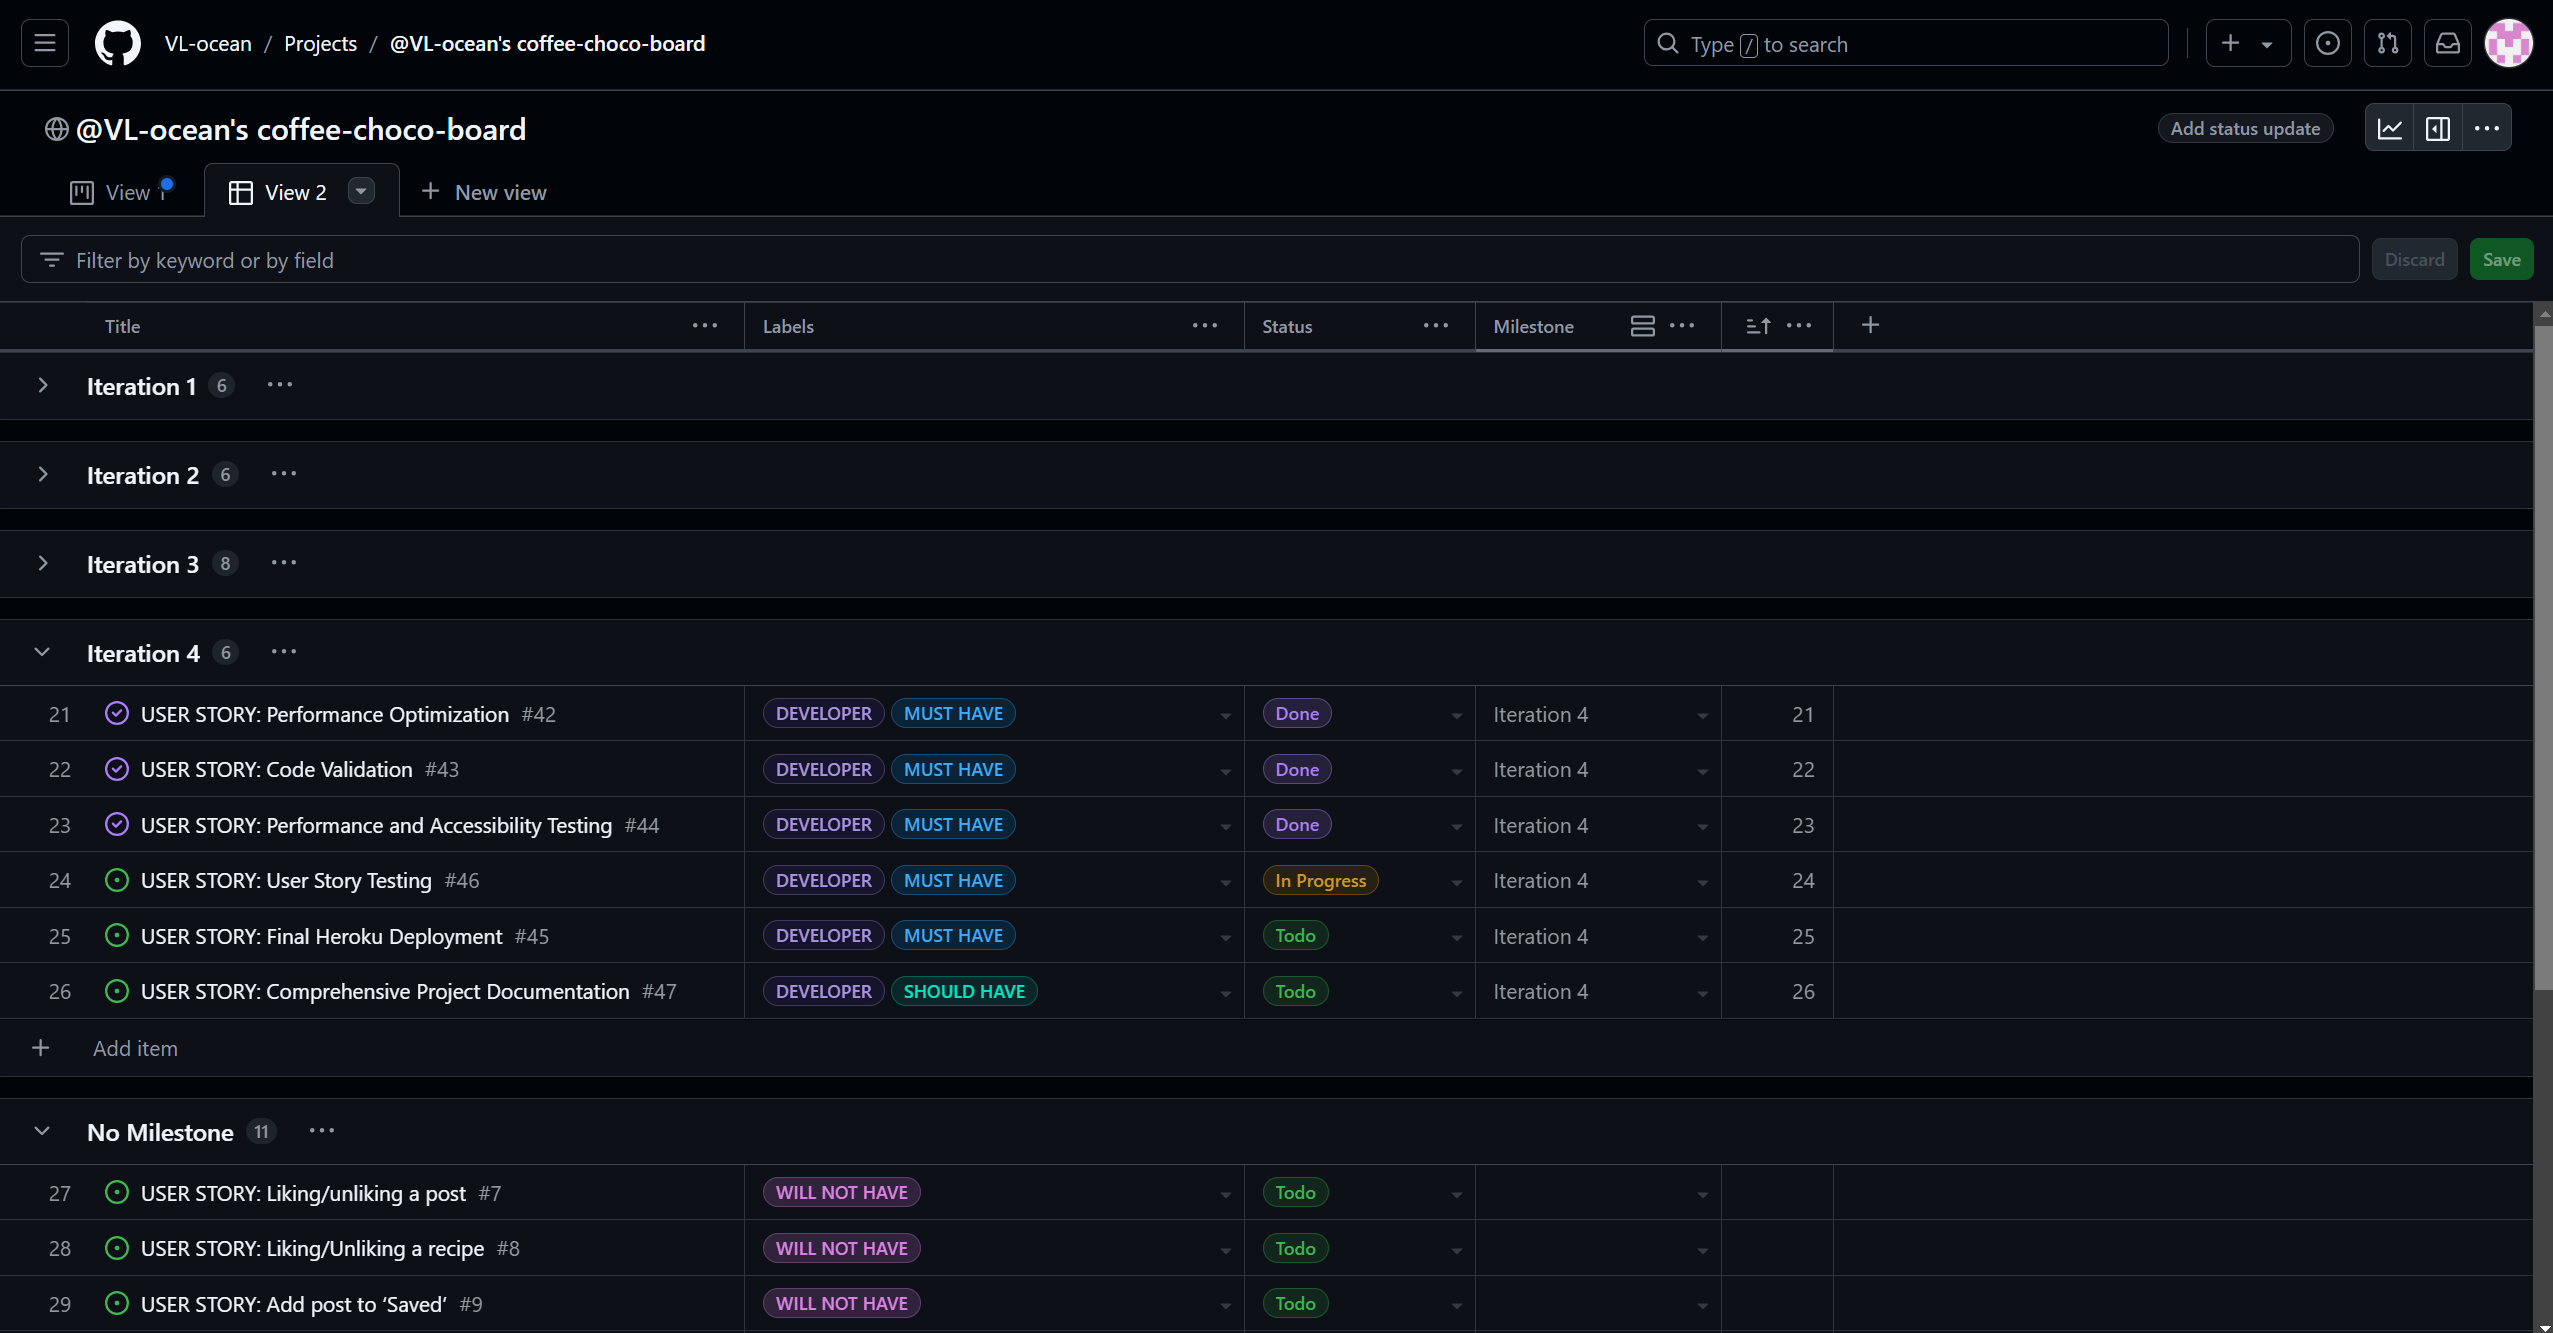 VL-ocean / Projects / @VL-ocean's coffee-choco-board
Type / to search
@VL-ocean's coffee-choco-board
Add status update
View 1
View 2
New view
Filter by keyword or by field
Discard
Save
Title Labels Status Milestone
Iteration 1 6
Iteration 2 6
Iteration 3 8
Iteration 4 6
21 USER STORY: Performance Optimization #42 DEVELOPER MUST HAVE Done Iteration 4 21
22 USER STORY: Code Validation #43 DEVELOPER MUST HAVE Done Iteration 4 22
23 USER STORY: Performance and Accessibility Testing #44 DEVELOPER MUST HAVE Done Iteration 4 23
24 USER STORY: User Story Testing #46 DEVELOPER MUST HAVE In Progress Iteration 4 24
25 USER STORY: Final Heroku Deployment #45 DEVELOPER MUST HAVE Todo Iteration 4 25
26 USER STORY: Comprehensive Project Documentation #47 DEVELOPER SHOULD HAVE Todo Iteration 4 26
Add item
No Milestone 11
27 USER STORY: Liking/unliking a post #7 WILL NOT HAVE Todo
28 USER STORY: Liking/Unliking a recipe #8 WILL NOT HAVE Todo
29 USER STORY: Add post to ‘Saved’ #9 WILL NOT HAVE Todo